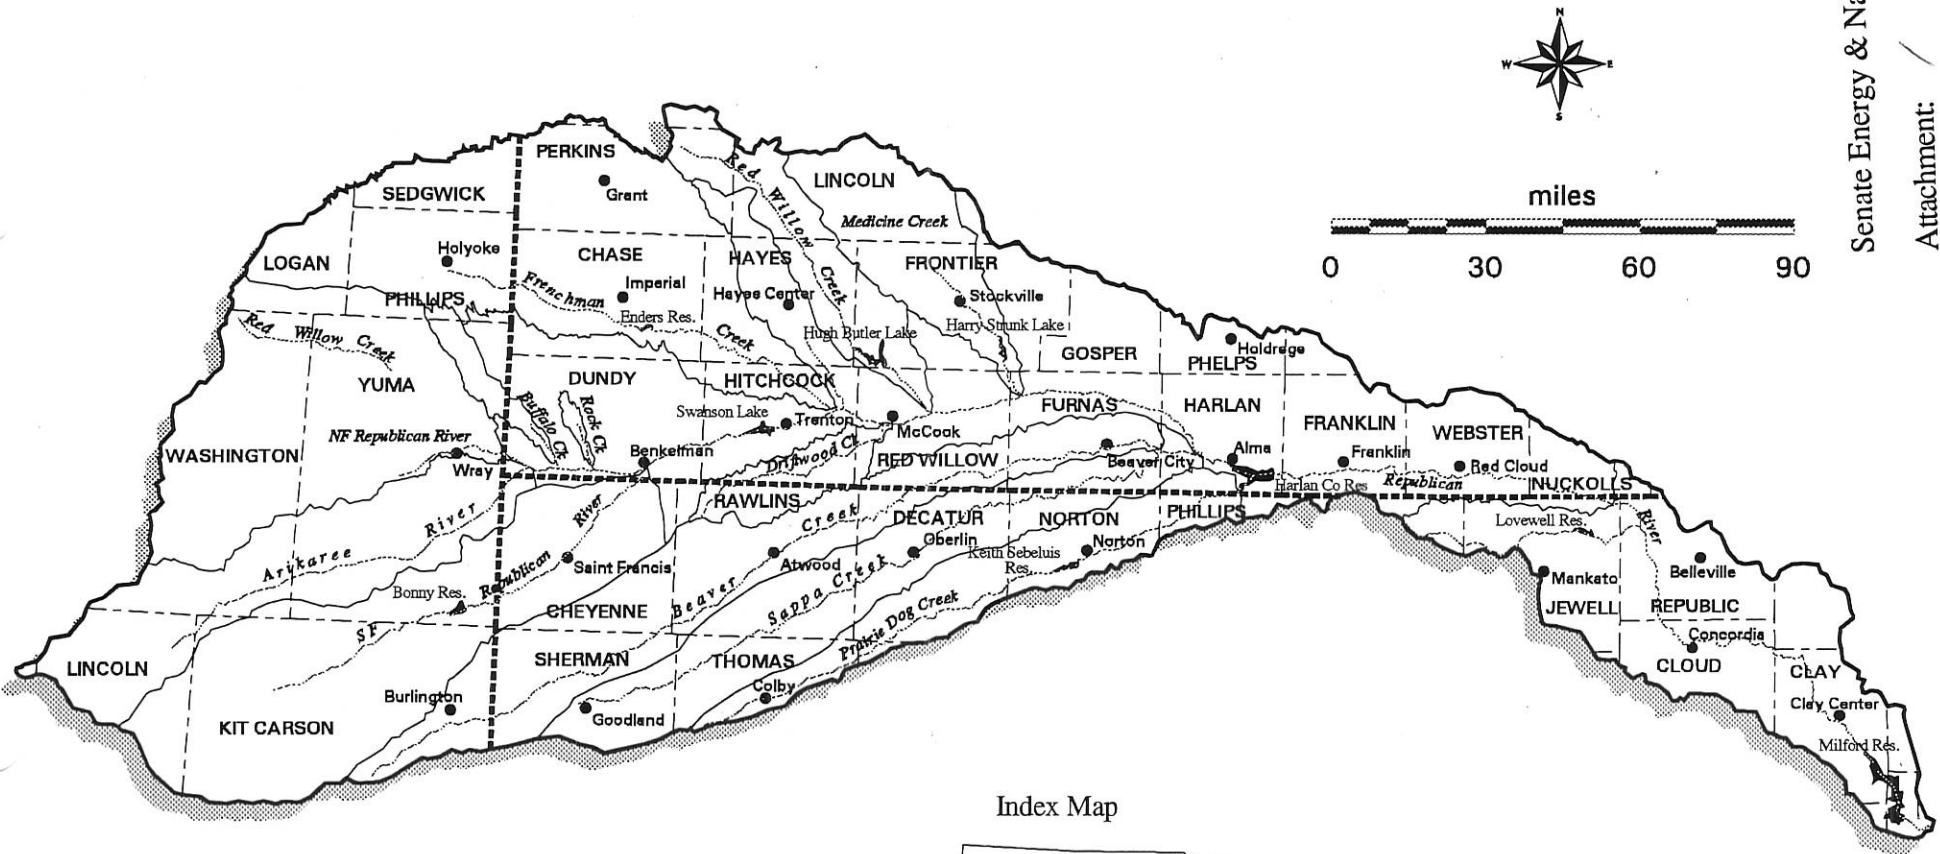 N
W
E
S
Senate Energy & Na
Attachment:
miles
0 30 60 90
PERKINS
Grant
SEDGWICK
LINCOLN
Red Willow Creek
Medicine Creek
Holyoke
LOGAN
CHASE
HAYES
FRONTIER
PHILLIPS
Frenchman Creek
Imperial
Hayes Center
Stockville
Enders Res.
Hugh Butler Lake
Harry Strunk Lake
Red Willow Creek
YUMA
GOSPER
Holdrege
PHELPS
DUNDY
HITCHCOCK
Buffalo Ck
Rock Ck
Swanson Lake
Trenton
FURNAS
HARLAN
FRANKLIN
WEBSTER
NF Republican River
WASHINGTON
Wray
Benkelman
McCook
Driftwood Ck
RED WILLOW
Beaver City
Alma
Franklin
Red Cloud
Harlan Co Res
Republican
NUCKOLLS
River
RAWLINS
Beaver Creek
DECATUR
NORTON
PHILLIPS
Lovewell Res.
Arikaree River
SF Republican River
Saint Francis
Atwood
Oberlin
Keith Sebeluis
Res.
Norton
Belleville
Mankato
Bonny Res.
CHEYENNE
Sappa Creek
Prairie Dog Creek
JEWELL
REPUBLIC
Concordia
LINCOLN
SHERMAN
THOMAS
CLOUD
CLAY
Burlington
Goodland
Colby
Clay Center
KIT CARSON
Milford Res.
Index Map